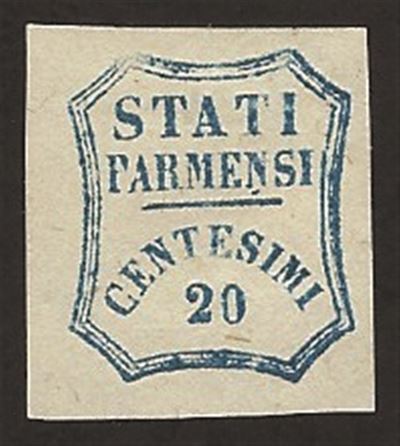 STATI
PARMENSI
CENTESIMI
20